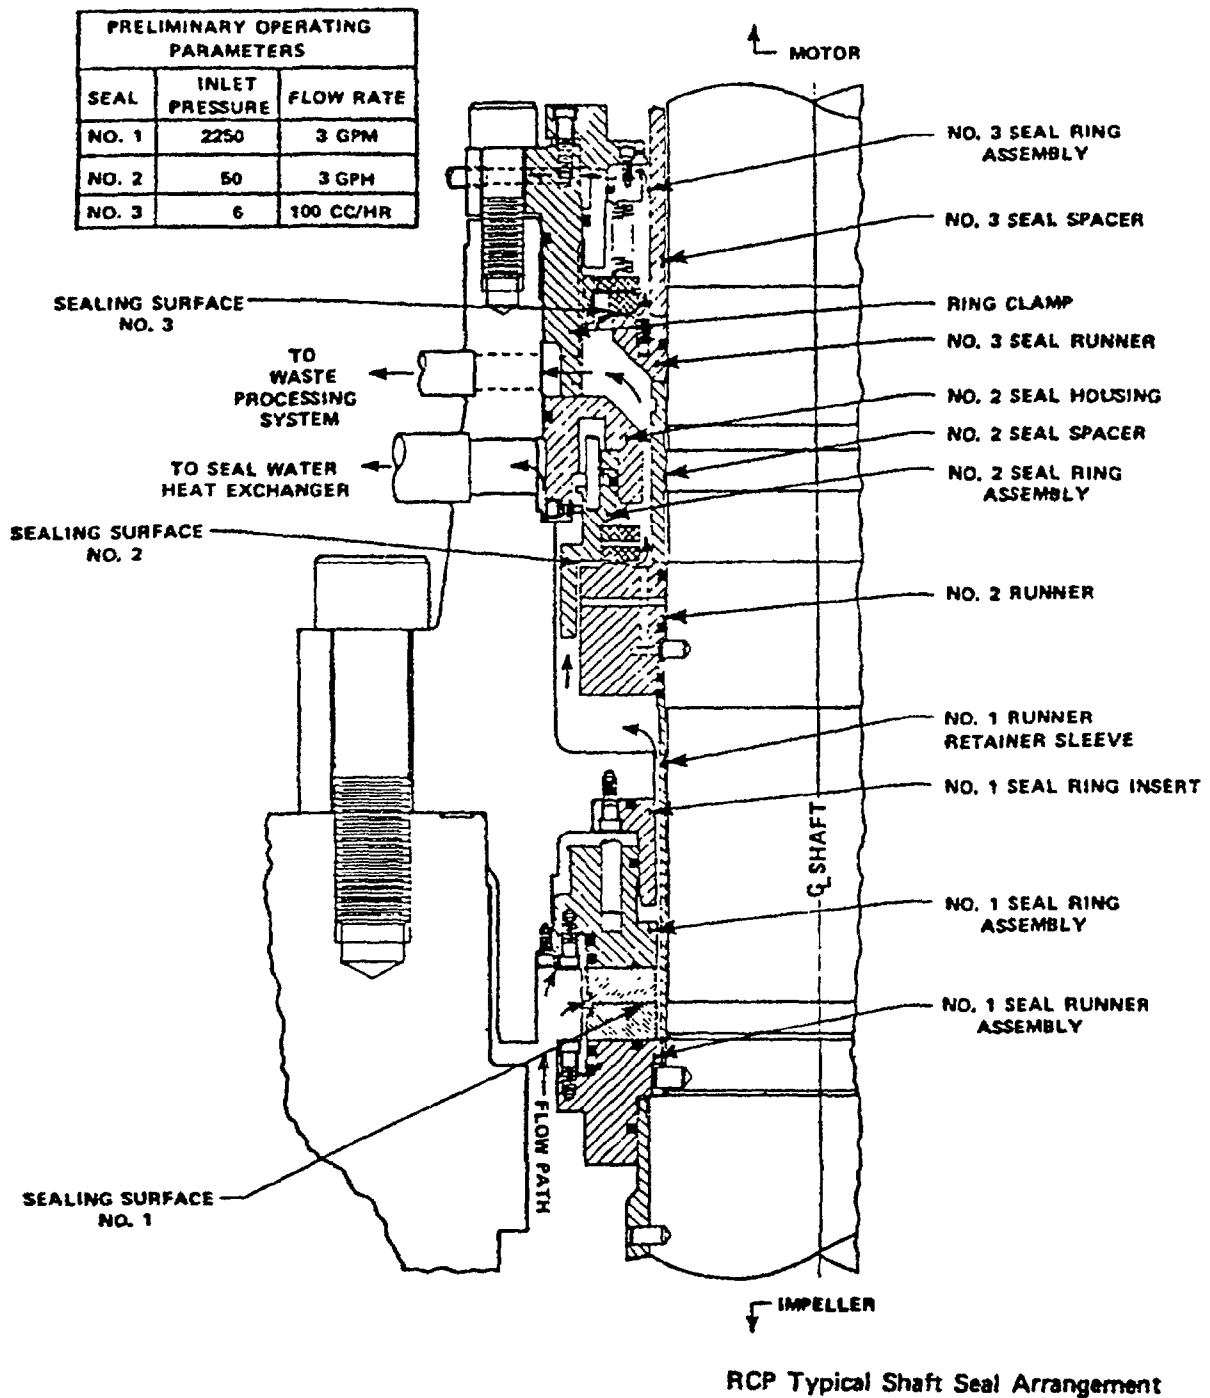 PRELIMINARY OPERATING
PARAMETERS
SEAL
INLET
PRESSURE
FLOW RATE
NO. 1 2250 3 GPM
NO. 2 50 3 GPH
NO. 3 6 100 CC/HR
MOTOR
NO. 3 SEAL RING
ASSEMBLY
NO. 3 SEAL SPACER
SEALING SURFACE
NO. 3
RING CLAMP
NO. 3 SEAL RUNNER
TO
WASTE
PROCESSING
SYSTEM
NO. 2 SEAL HOUSING
NO. 2 SEAL SPACER
TO SEAL WATER
HEAT EXCHANGER
NO. 2 SEAL RING
ASSEMBLY
SEALING SURFACE
NO. 2
NO. 2 RUNNER
NO. 1 RUNNER
RETAINER SLEEVE
NO. 1 SEAL RING INSERT
CL SHAFT
NO. 1 SEAL RING
ASSEMBLY
NO. 1 SEAL RUNNER
ASSEMBLY
FLOW PATH
SEALING SURFACE
NO. 1
IMPELLER
RCP Typical Shaft Seal Arrangement